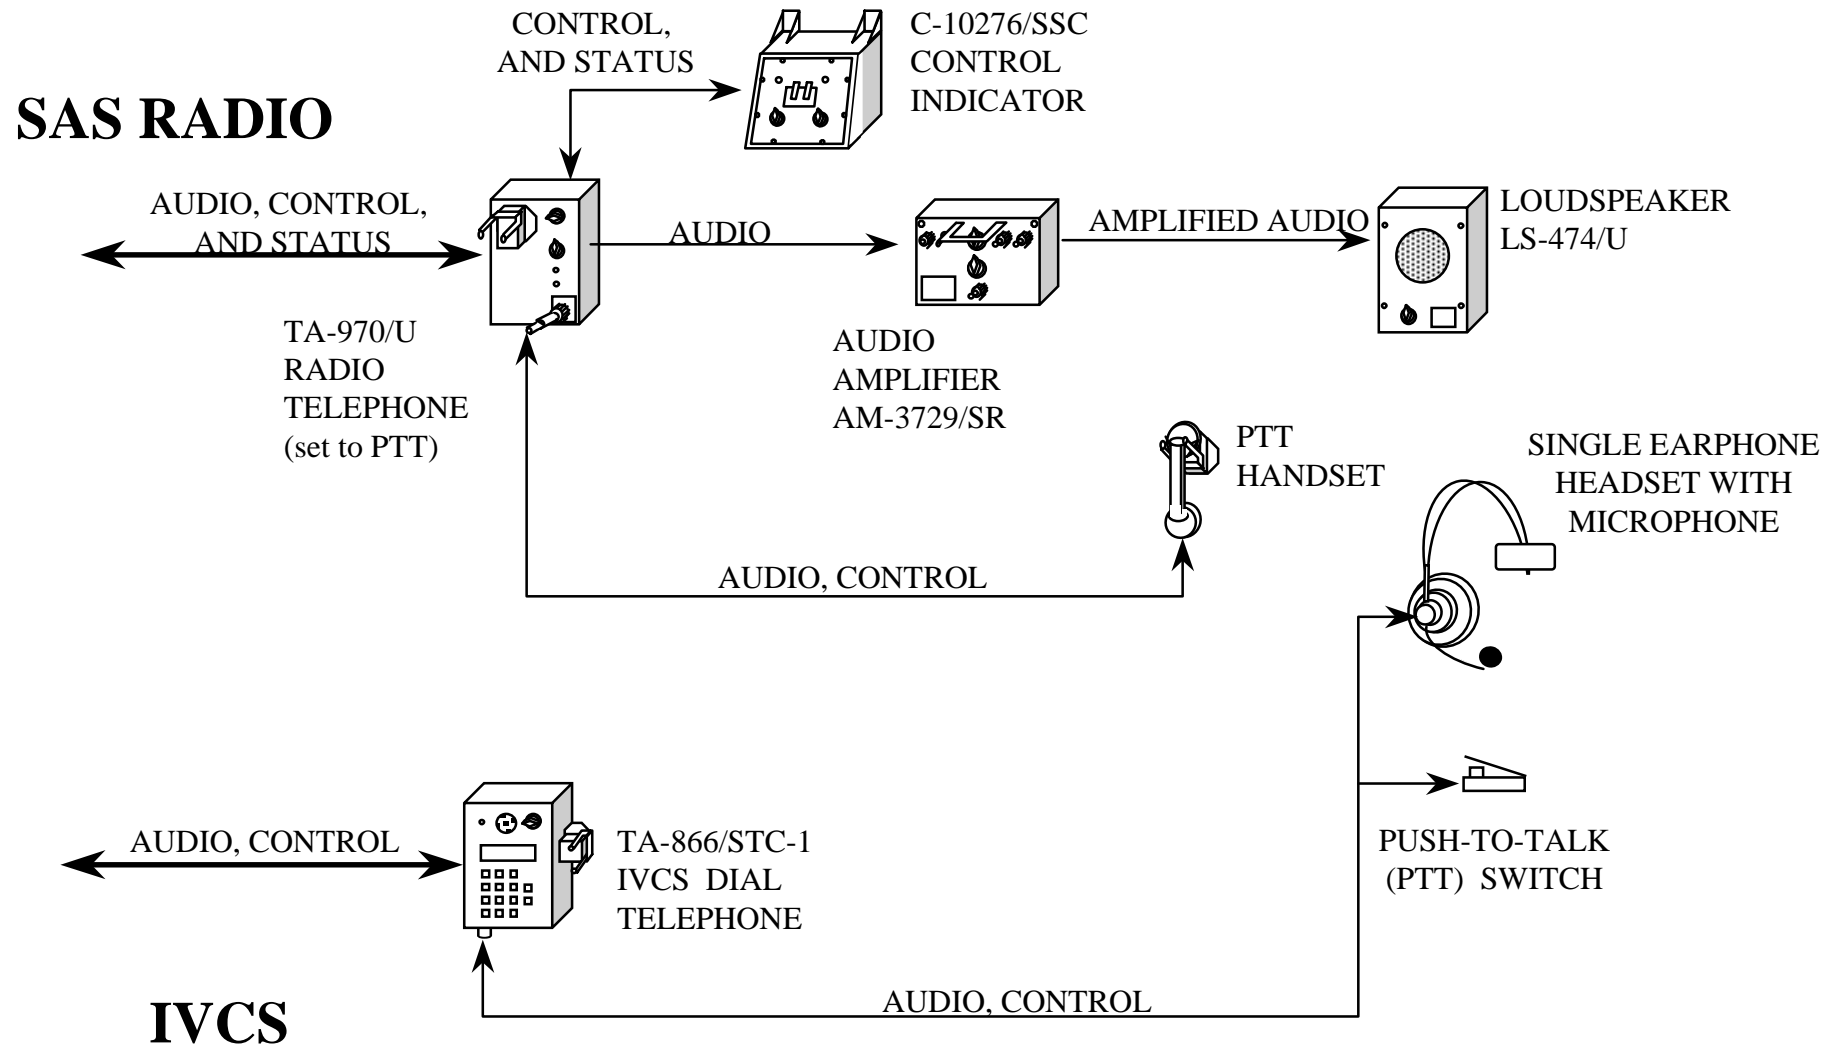 CONTROL,
AND STATUS
C-10276/SSC
CONTROL
INDICATOR
SAS RADIO
AUDIO, CONTROL,
AND STATUS
AUDIO
AMPLIFIED AUDIO
LOUDSPEAKER
LS-474/U
TA-970/U
RADIO
TELEPHONE
(set to PTT)
AUDIO
AMPLIFIER
AM-3729/SR
PTT
HANDSET
SINGLE EARPHONE
HEADSET WITH
MICROPHONE
AUDIO, CONTROL
AUDIO, CONTROL
TA-866/STC-1
IVCS DIAL
TELEPHONE
PUSH-TO-TALK
(PTT) SWITCH
AUDIO, CONTROL
IVCS